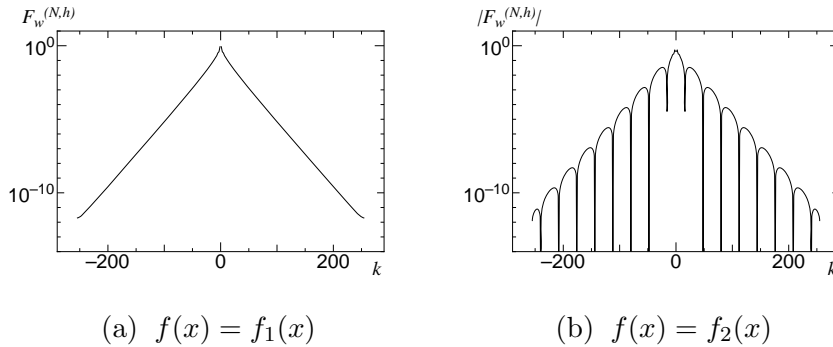 F_w^{(N,h)}
10^0
10^{-10}
−200 0 200 k
(a) f(x) = f_1(x)
|F_w^{(N,h)}|
10^0
10^{-10}
−200 0 200 k
(b) f(x) = f_2(x)